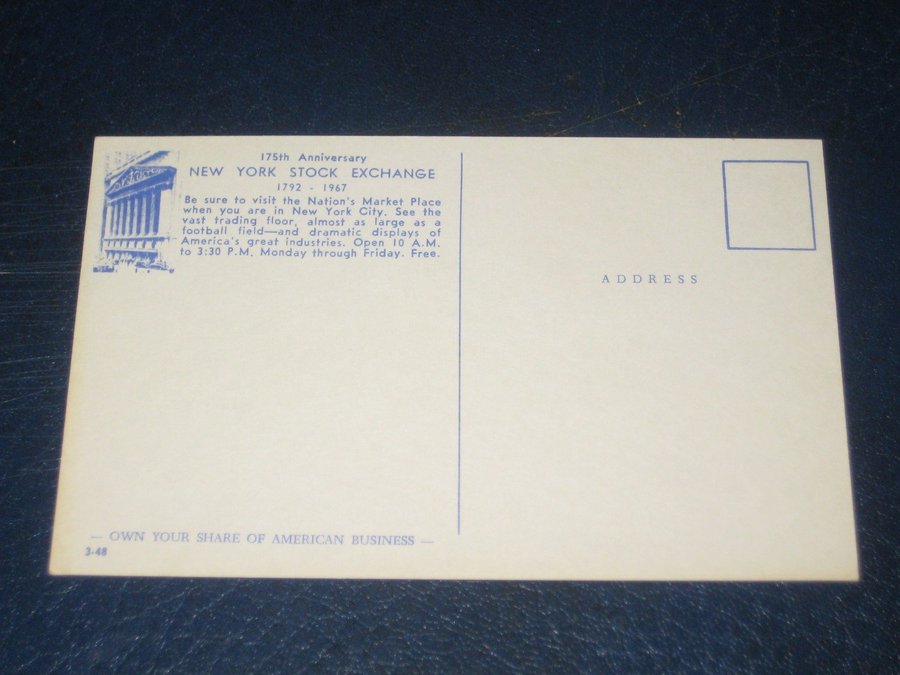 175th Anniversary
NEW YORK STOCK EXCHANGE
1792 - 1967
Be sure to visit the Nation's Market Place
when you are in New York City. See the
vast trading floor, almost as large as a
football field—and dramatic displays of
America's great industries. Open 10 A.M.
to 3:30 P.M. Monday through Friday. Free.
ADDRESS
— OWN YOUR SHARE OF AMERICAN BUSINESS —
3-48